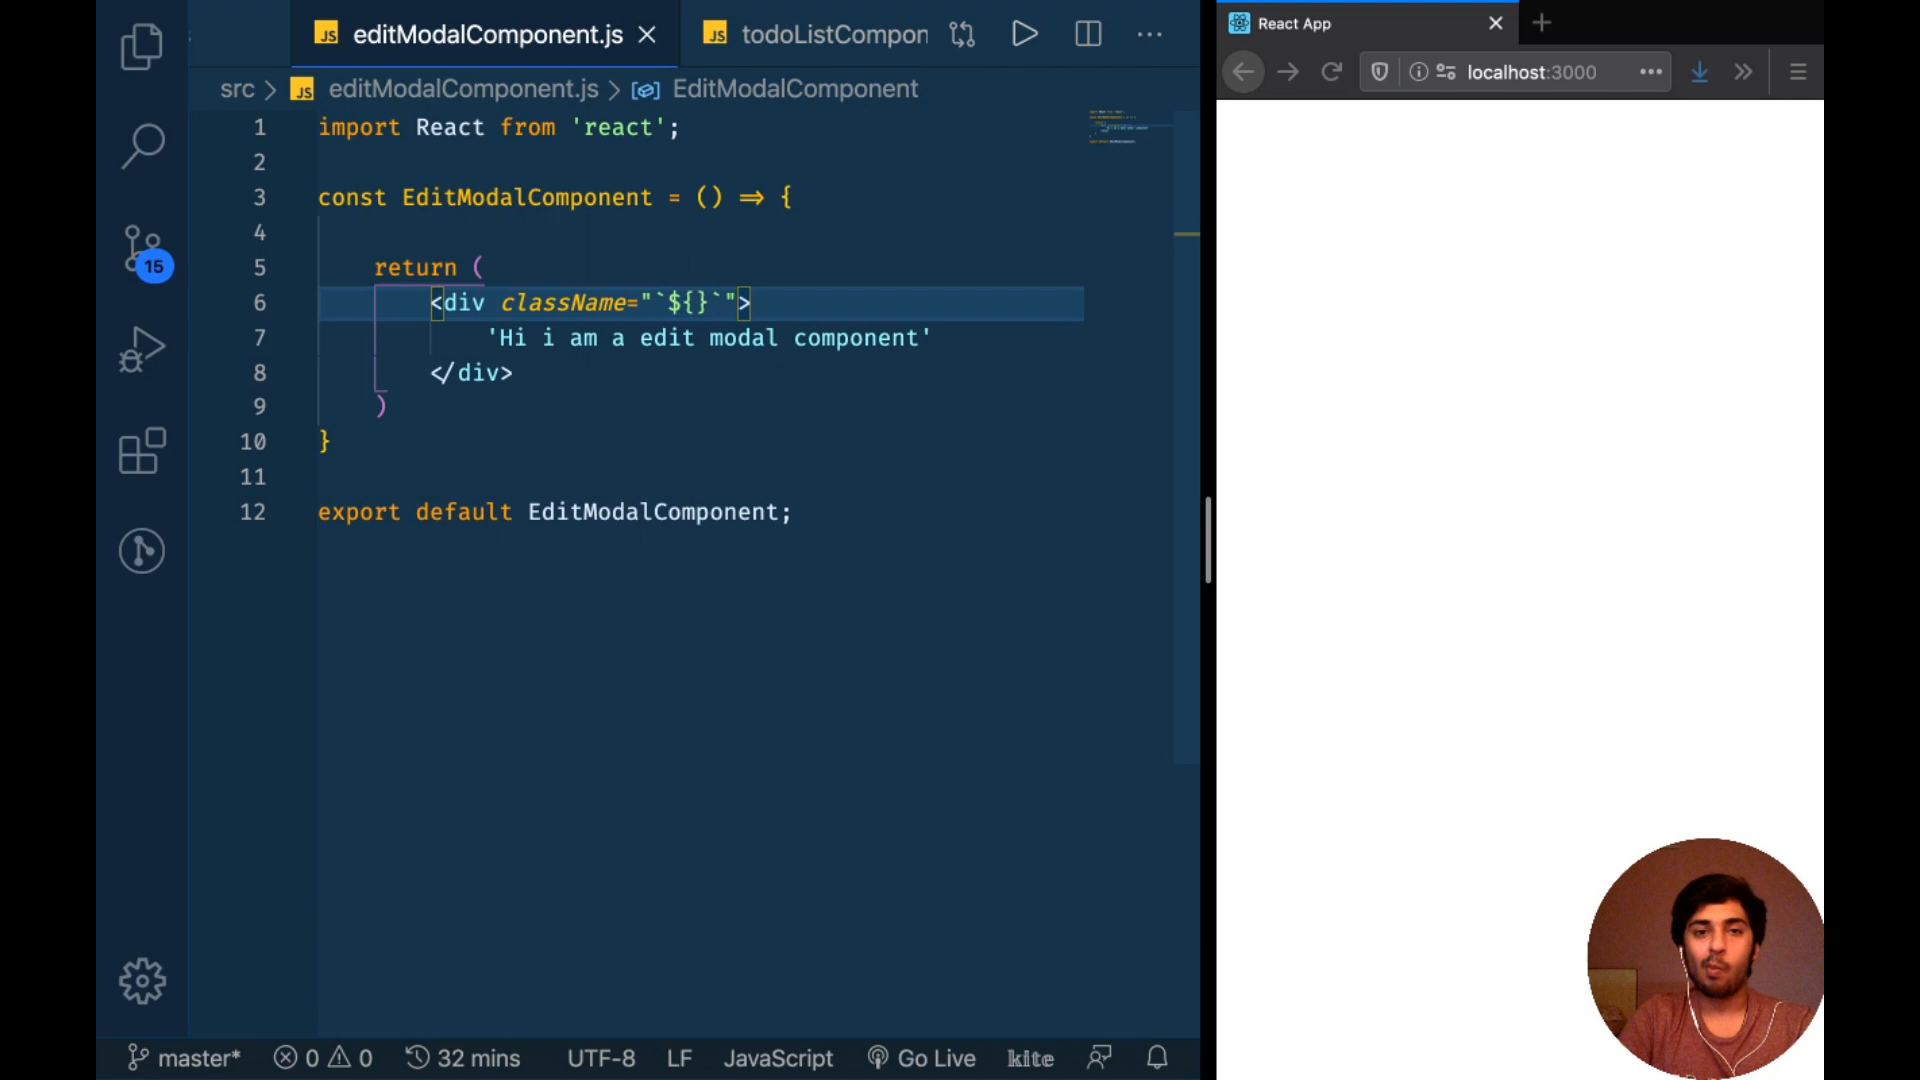 JS editModalComponent.js
JS todoListCompon
src > JS editModalComponent.js > EditModalComponent
1 import React from 'react';
2
3 const EditModalComponent = () => {
4
5 return (
6 <div className="`${}`">
7 'Hi i am a edit modal component'
8 </div>
9 )
10 }
11
12 export default EditModalComponent;
15
master* 0 0 32 mins UTF-8 LF JavaScript Go Live kite
React App
localhost:3000